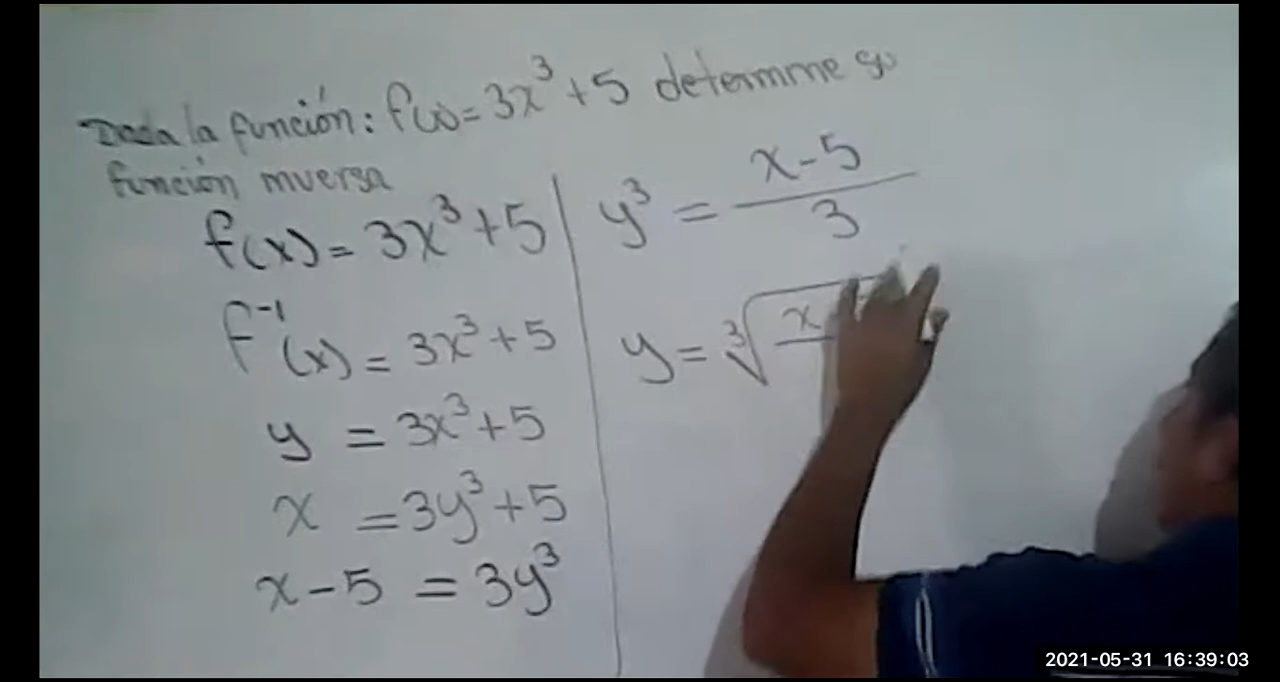 Dada la función: f(x) = 3x³ + 5 determine su
función inversa
f(x) = 3x³ + 5
f⁻¹(x) = 3x³ + 5
y = 3x³ + 5
x = 3y³ + 5
x - 5 = 3y³
y³ = (x - 5)/3
y = ∛x
2021-05-31 16:39:03